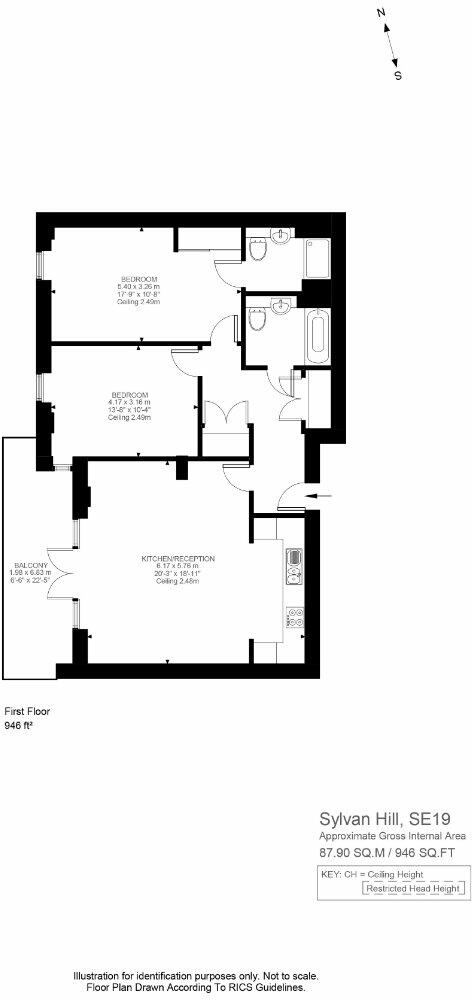 N
S
BEDROOM
5.40 x 3.26 m
17'-9" x 10'-8"
Ceiling 2.49m
BEDROOM
4.17 x 3.16 m
13'-8" x 10'-4"
Ceiling 2.49m
BALCONY
1.98 x 6.83 m
6'-6" x 22'-5"
KITCHEN/RECEPTION
6.17 x 5.76 m
20'-3" x 18'-11"
Ceiling 2.48m
First Floor
946 ft²
Sylvan Hill, SE19
Approximate Gross Internal Area
87.90 SQ.M / 946 SQ.FT
KEY: CH = Ceiling Height
Restricted Head Height
Illustration for identification purposes only. Not to scale.
Floor Plan Drawn According To RICS Guidelines.